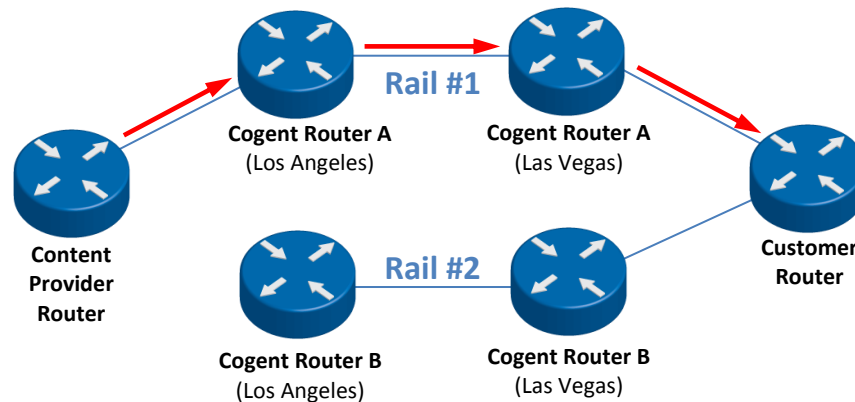 Rail #1
Cogent Router A
(Los Angeles)
Cogent Router A
(Las Vegas)
Content
Provider
Router
Customer
Router
Rail #2
Cogent Router B
(Los Angeles)
Cogent Router B
(Las Vegas)